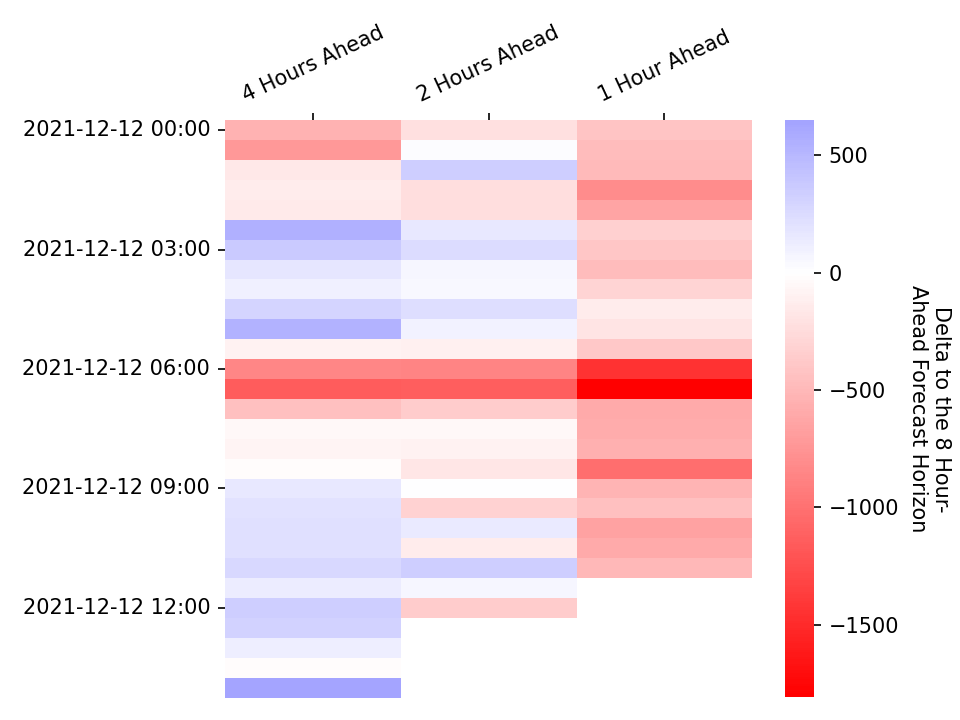 4 Hours Ahead
2 Hours Ahead
1 Hour Ahead
2021-12-12 00:00
2021-12-12 03:00
2021-12-12 06:00
2021-12-12 09:00
2021-12-12 12:00
500
0
−500
−1000
−1500
Delta to the 8 Hour-
Ahead Forecast Horizon